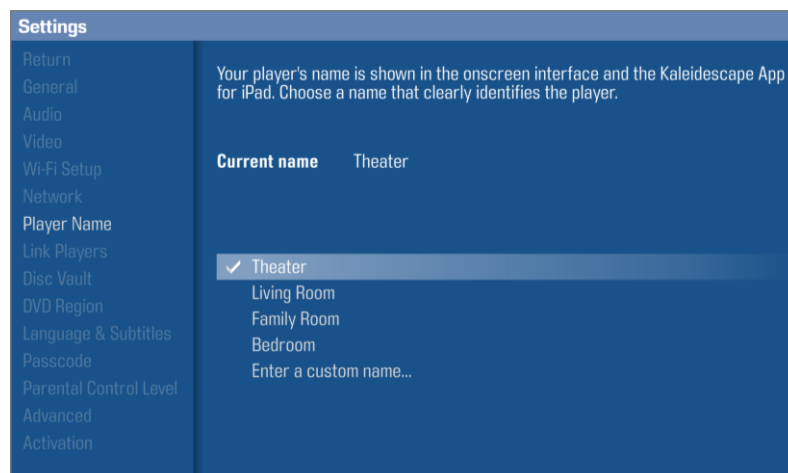 Settings
Return
General
Audio
Video
Wi-Fi Setup
Network
Player Name
Link Players
Disc Vault
DVD Region
Language & Subtitles
Passcode
Parental Control Level
Advanced
Activation
Your player's name is shown in the onscreen interface and the Kaleidescape App
for iPad. Choose a name that clearly identifies the player.
Current name Theater
Theater
Living Room
Family Room
Bedroom
Enter a custom name...